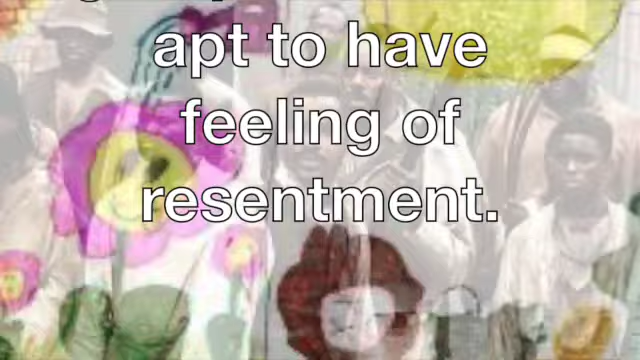 apt to have
feeling of
resentment.